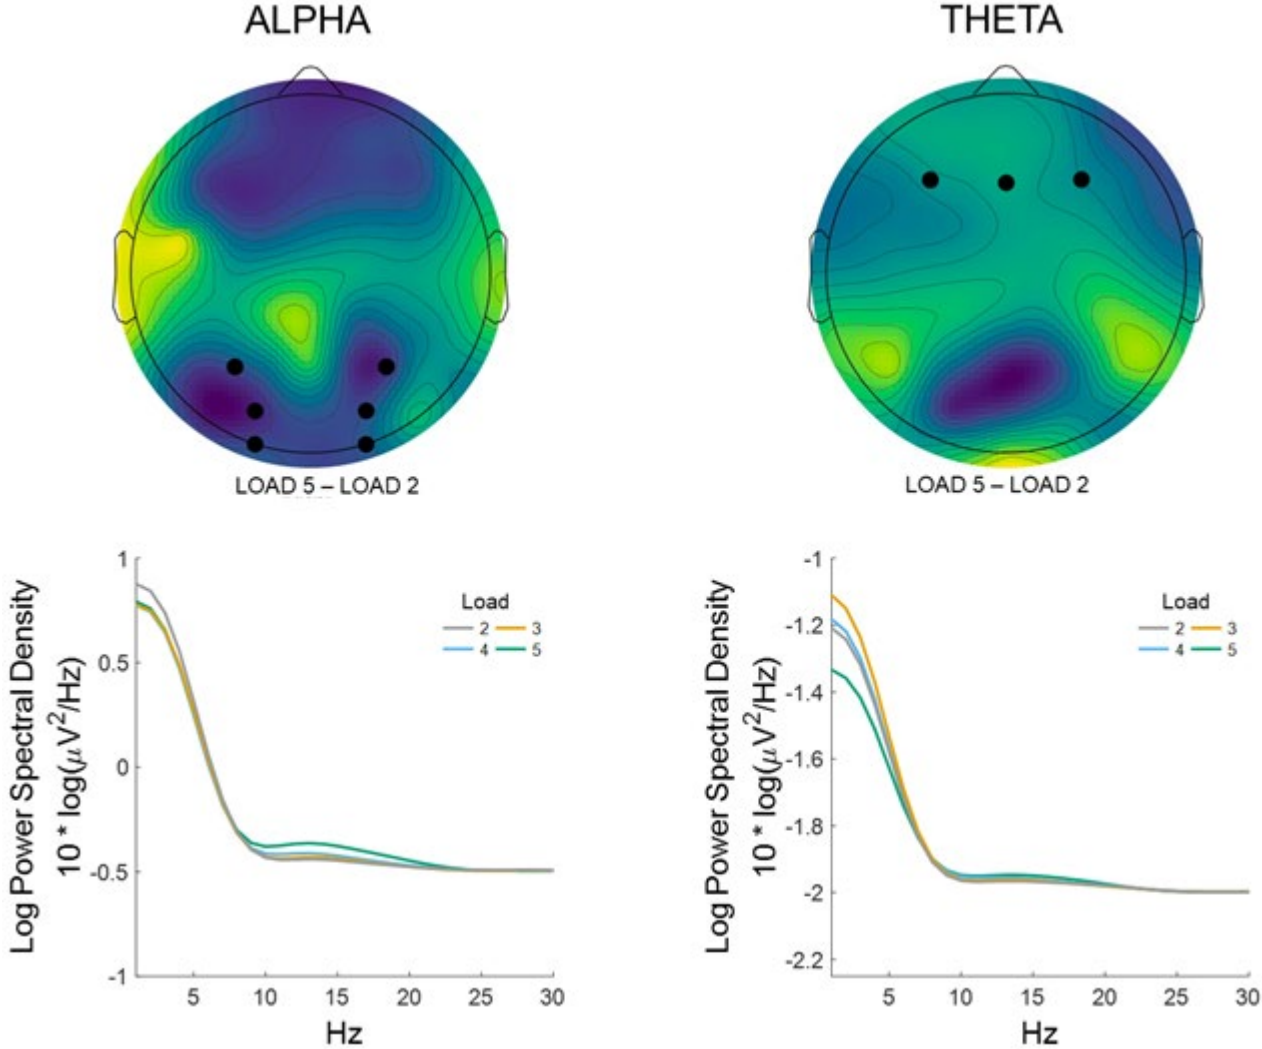 ALPHA
THETA
LOAD 5 – LOAD 2
LOAD 5 – LOAD 2
Log Power Spectral Density
10 * log(μV²/Hz)
1
0.5
0
-0.5
-1
5 10 15 20 25 30
Hz
Load
2 3
4 5
Log Power Spectral Density
10 * log(μV²/Hz)
-1
-1.2
-1.4
-1.6
-1.8
-2
-2.2
5 10 15 20 25 30
Hz
Load
2 3
4 5